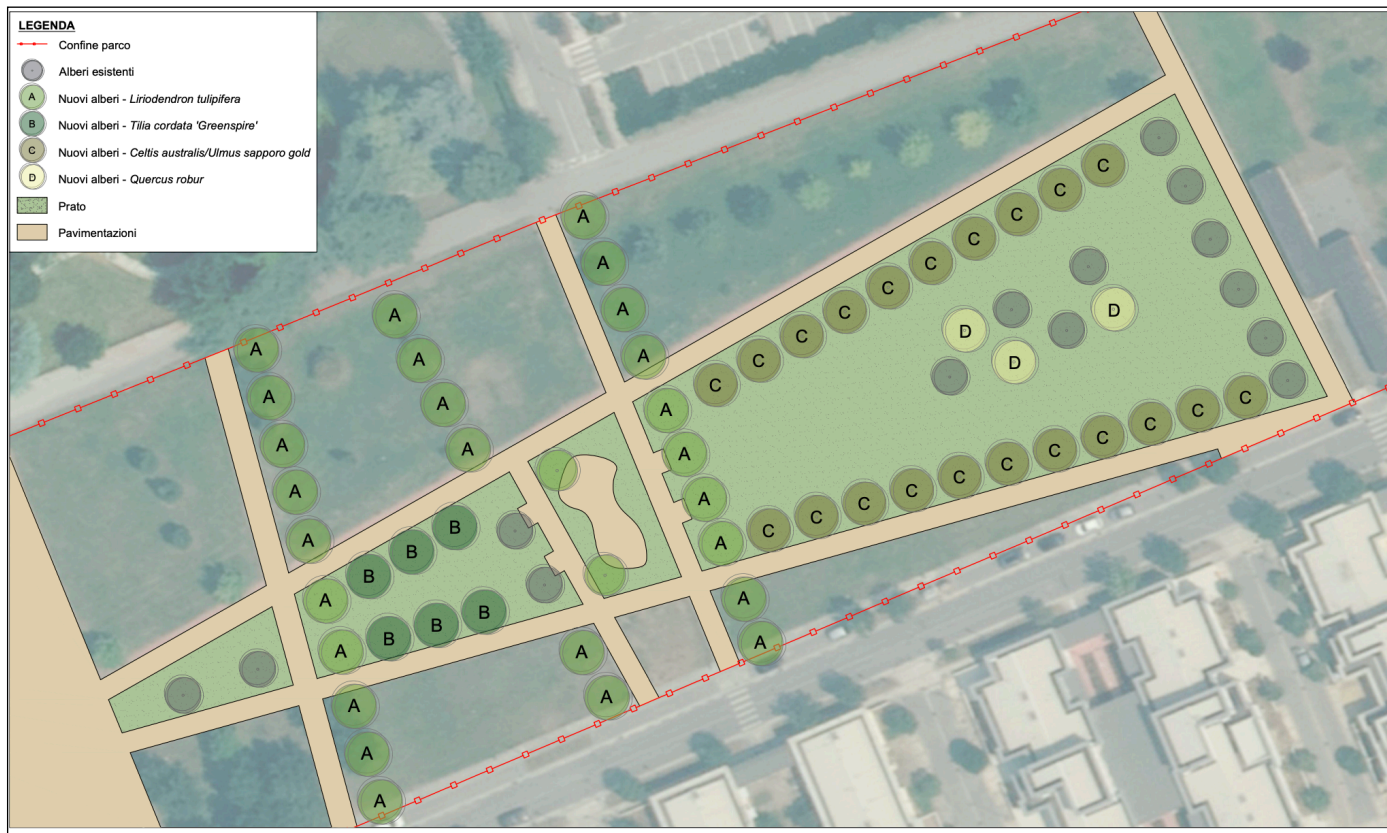 LEGENDA
Confine parco
Alberi esistenti
A Nuovi alberi - Liriodendron tulipifera
B Nuovi alberi - Tilia cordata 'Greenspire'
C Nuovi alberi - Celtis australis/Ulmus sapporo gold
D Nuovi alberi - Quercus robur
Prato
Pavimentazioni
A
A
A
A
A
A
A
A
A
A
A
A
A
A
B B B
B B B
A
A
A
A
A
A
A
A
A
A
A
A
C C C C C C C C C C
D D D
C C C C C C C C C C C